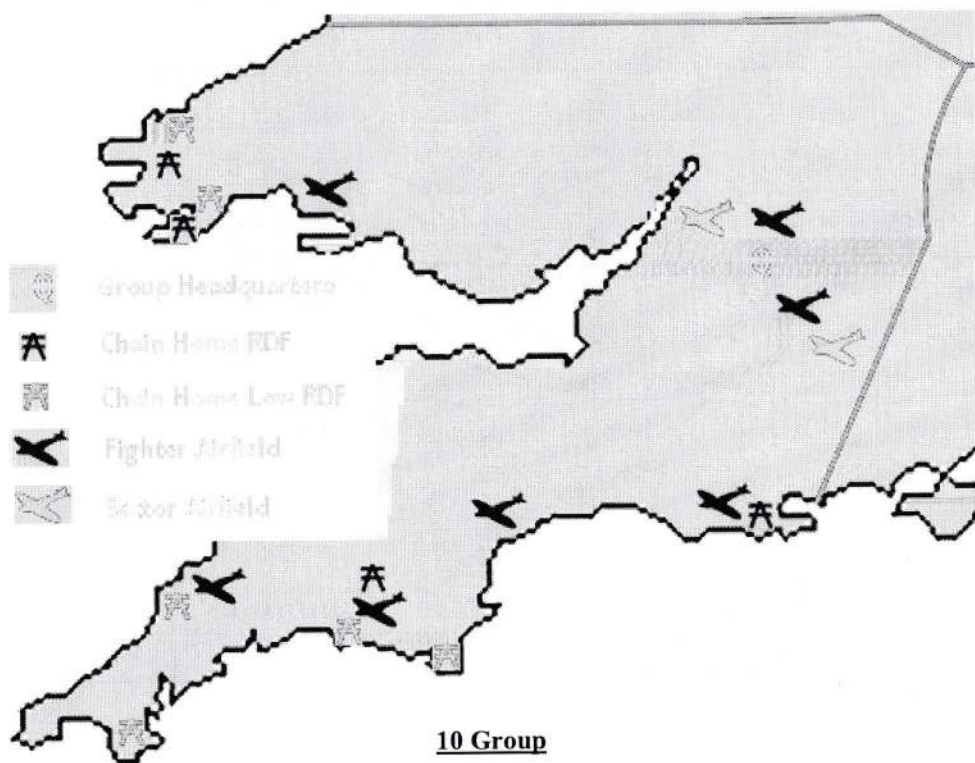 Group Headquarters
Chain Home RDF
Chain Home Low RDF
Fighter Airfield
Sector Airfield
10 Group